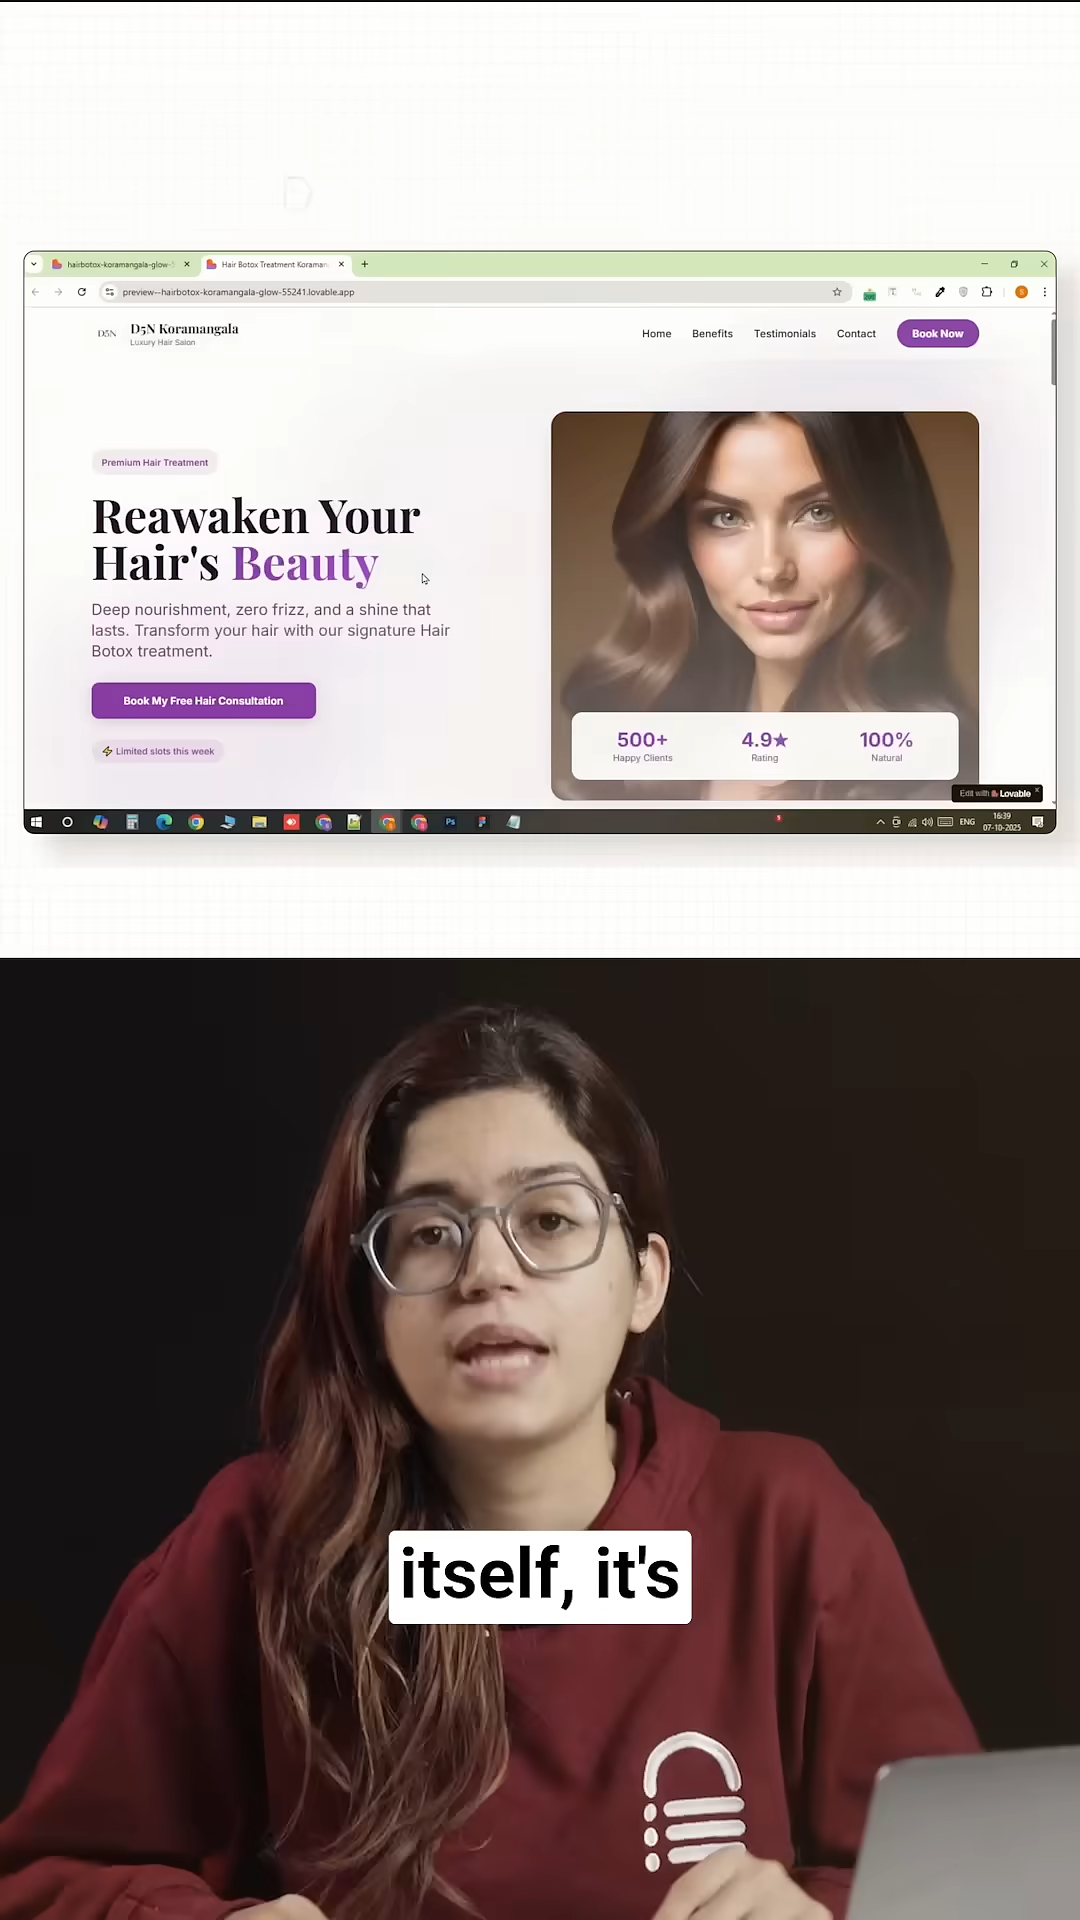 hairbotox-koramangala-glow-5
Hair Botox Treatment Koraman
preview--hairbotox-koramangala-glow-55241.lovable.app
D5N
D5N Koramangala
Luxury Hair Salon
Home
Benefits
Testimonials
Contact
Book Now
Premium Hair Treatment
Reawaken Your
Hair's Beauty
Deep nourishment, zero frizz, and a shine that
lasts. Transform your hair with our signature Hair
Botox treatment.
Book My Free Hair Consultation
Limited slots this week
500+
Happy Clients
4.9★
Rating
100%
Natural
Edit with Lovable
Ps
ENG
16:39
07-10-2025
itself, it's